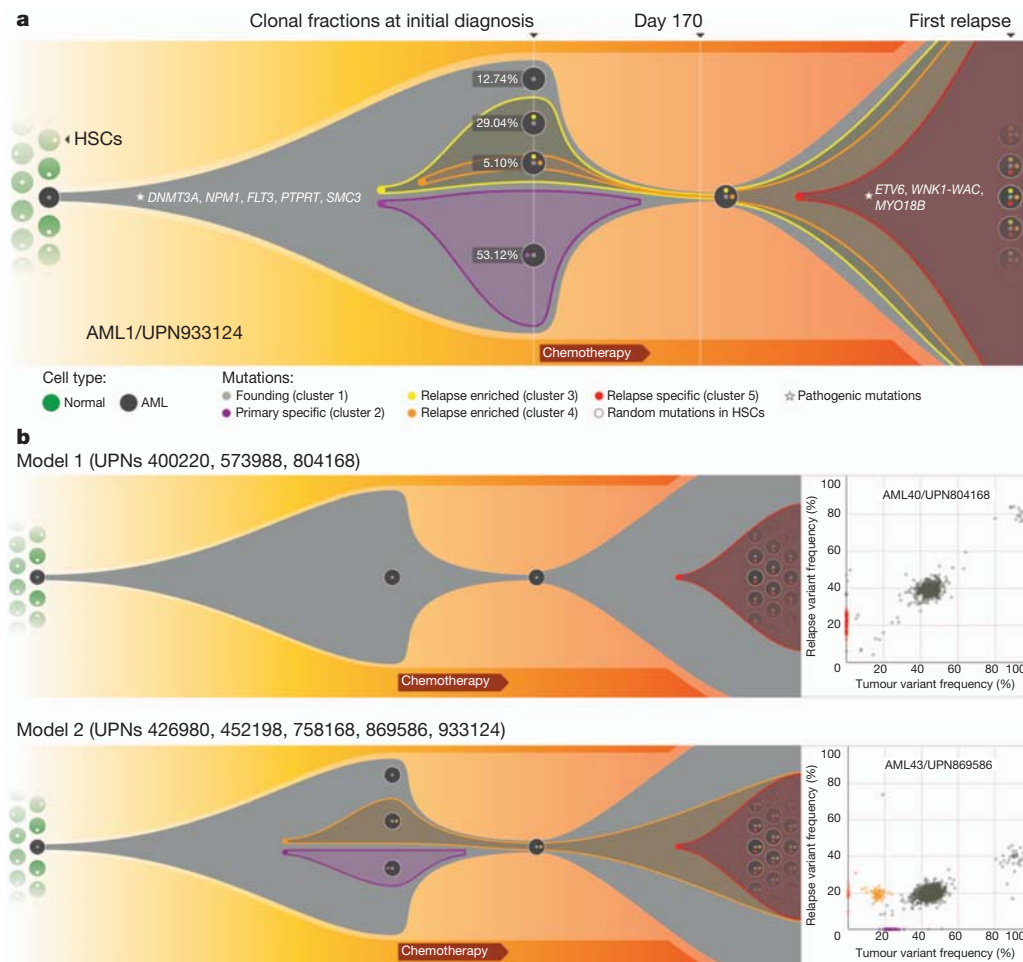 a
Clonal fractions at initial diagnosis
Day 170
First relapse
12.74%
HSCs
29.04%
5.10%
DNMT3A, NPM1, FLT3, PTPRT, SMC3
ETV6, WNK1-WAC,
MYO18B
53.12%
AML1/UPN933124
Chemotherapy
Cell type:
Normal
AML
Mutations:
Founding (cluster 1)
Primary specific (cluster 2)
Relapse enriched (cluster 3)
Relapse enriched (cluster 4)
Relapse specific (cluster 5)
Random mutations in HSCs
Pathogenic mutations
b
Model 1 (UPNs 400220, 573988, 804168)
Chemotherapy
AML40/UPN804168
Relapse variant frequency (%)
100
80
60
40
20
0
20 40 60 80 100
Tumour variant frequency (%)
Model 2 (UPNs 426980, 452198, 758168, 869586, 933124)
Chemotherapy
AML43/UPN869586
Relapse variant frequency (%)
100
80
60
40
20
0
20 40 60 80 100
Tumour variant frequency (%)